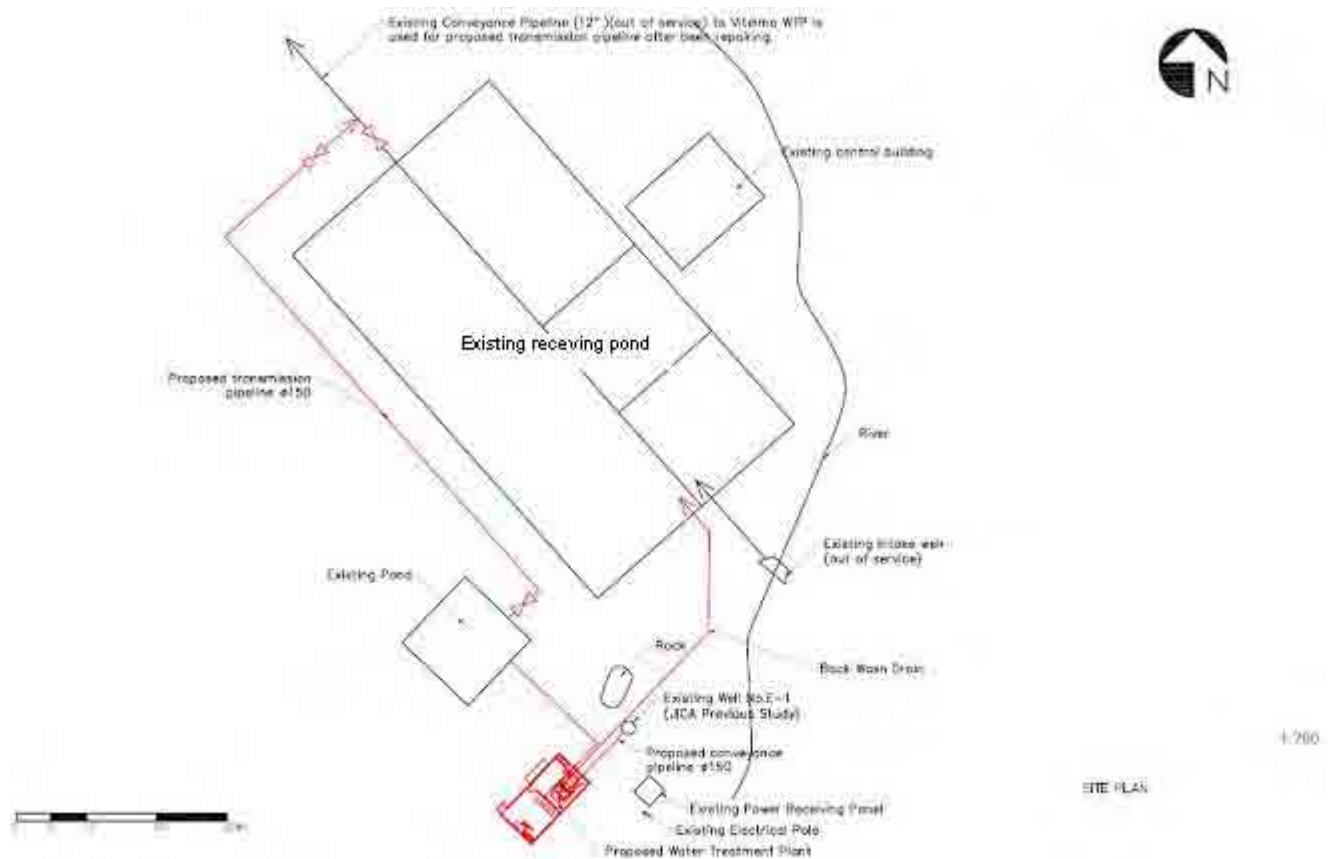 Existing Conveyance Pipeline (12")(out of service) to Viterno WTP is
used for proposed transmission pipeline after been repairing.
N
Existing control building
Existing receving pond
Proposed transmission
pipeline ø150
River
Existing Intake weir
(out of service)
Existing Pond
Rock
Back Wash Drain
Existing Well No.E-1
(JICA Previous Study)
Proposed conveyance
pipeline ø150
1:200
SITE PLAN
Existing Power Receiving Panel
Existing Electrical Pole
Proposed Water Treatment Plant